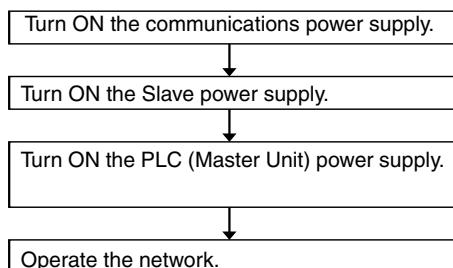 Turn ON the communications power supply.
Turn ON the Slave power supply.
Turn ON the PLC (Master Unit) power supply.
Operate the network.